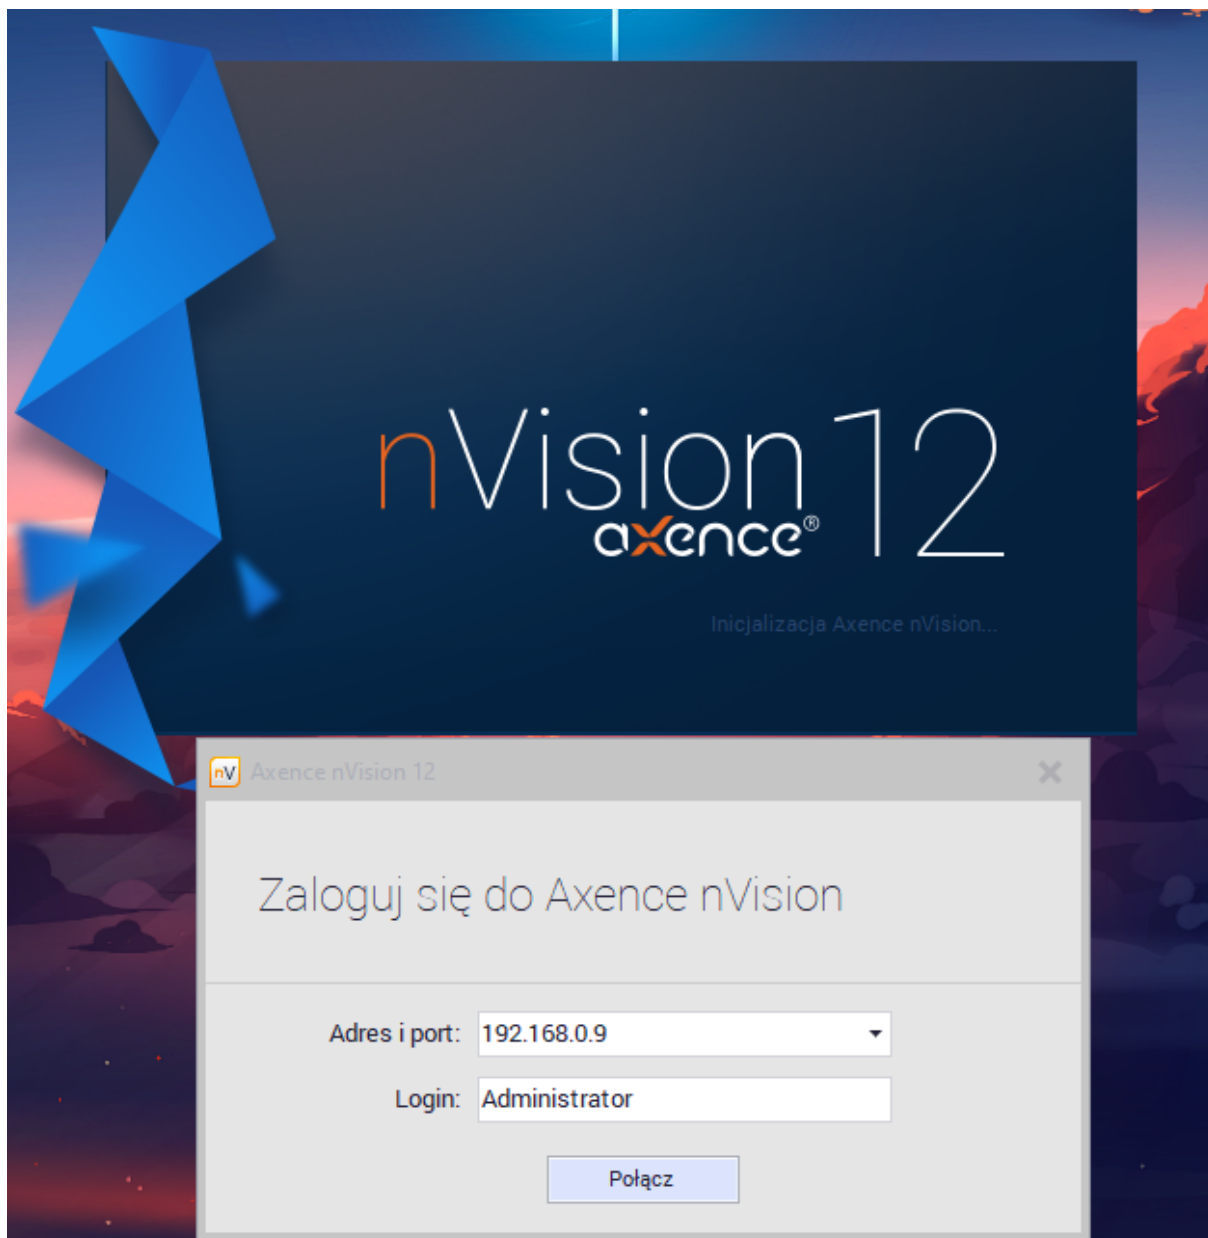 nVision 12
axence®
Inicjalizacja Axence nVision...
nV Axence nVision 12
Zaloguj się do Axence nVision
Adres i port: 192.168.0.9
Login: Administrator
Połącz